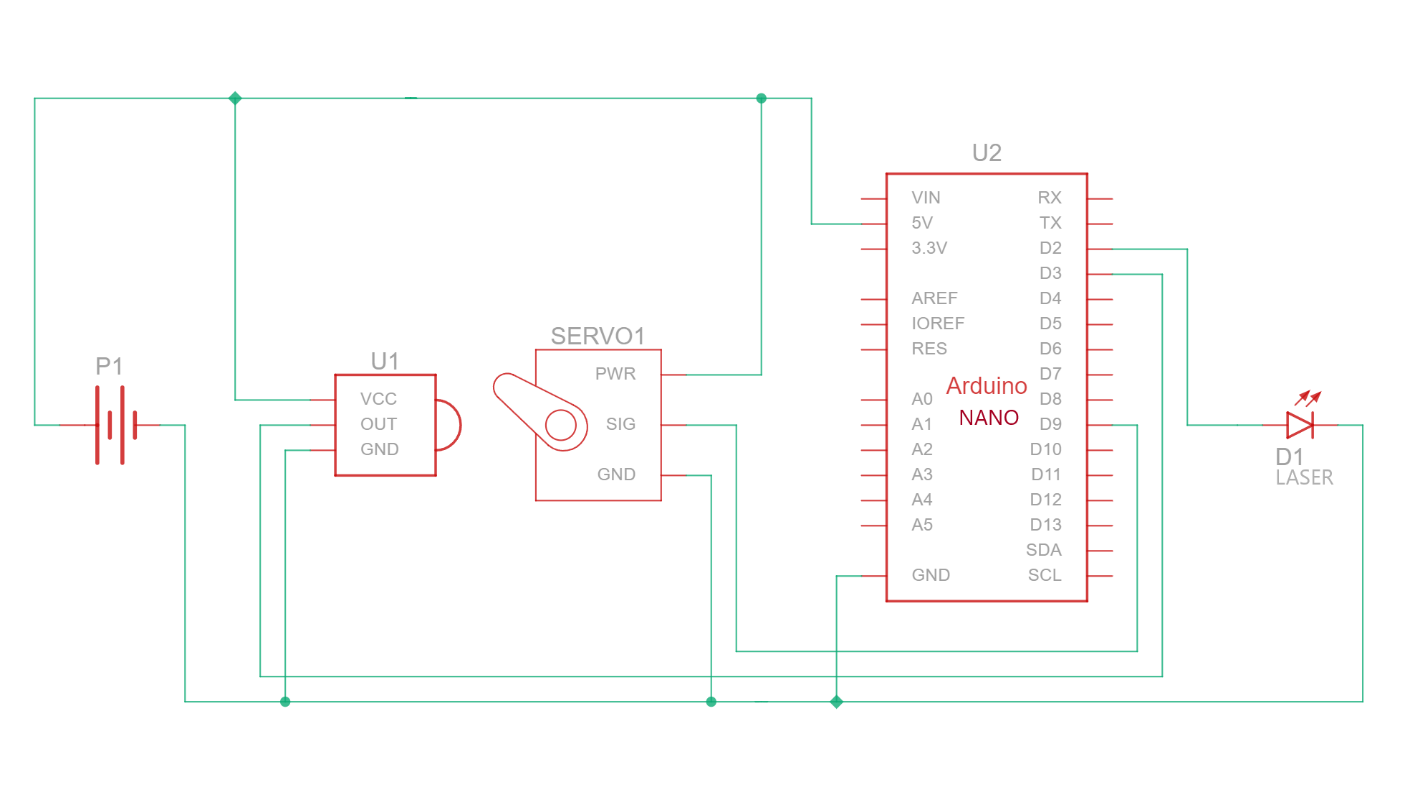 U2
VIN RX
5V TX
3.3V D2
D3
AREF D4
IOREF D5
RES D6
D7
A0 D8
A1 D9
A2 D10
A3 D11
A4 D12
A5 D13
SDA
GND SCL
Arduino
NANO
SERVO1
PWR
SIG
GND
P1
U1
VCC
OUT
GND
D1
LASER